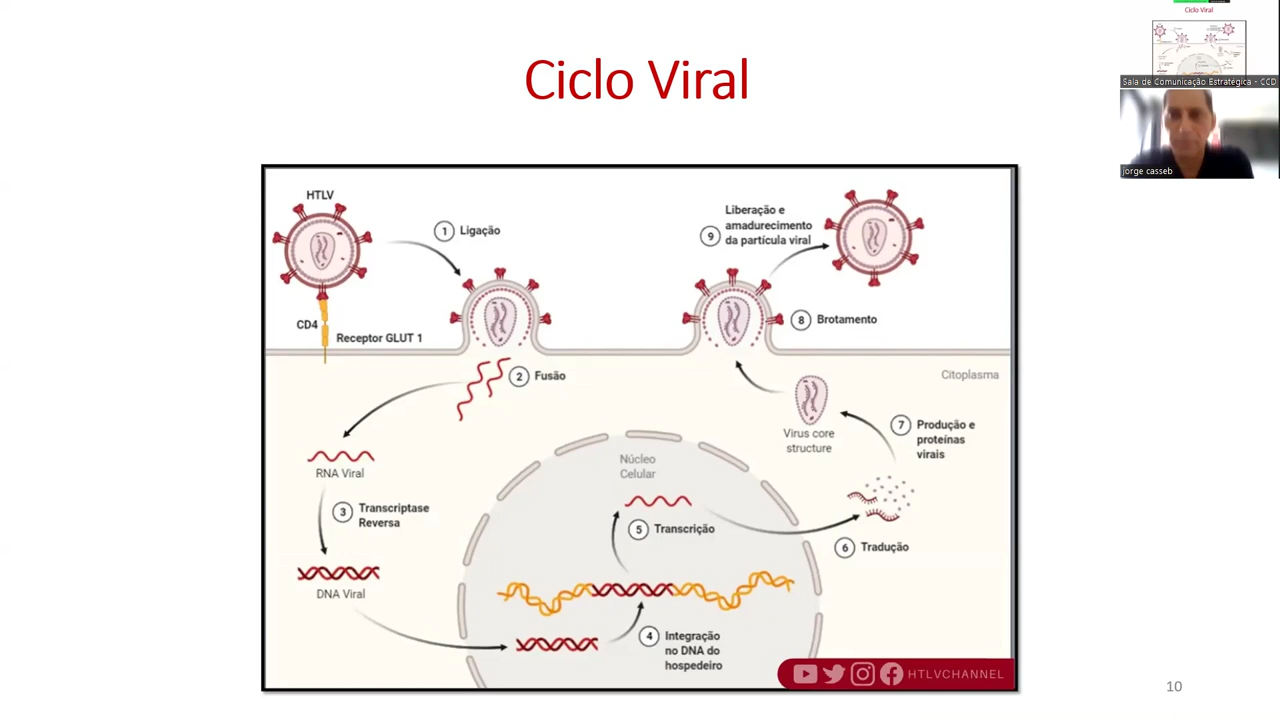 Ciclo Viral
HTLV
CD4
Receptor GLUT 1
1 Ligação
2 Fusão
RNA Viral
3 Transcriptase
Reversa
DNA Viral
Núcleo
Celular
5 Transcrição
4 Integração
no DNA do
hospedeiro
6 Tradução
7 Produção e
proteínas
virais
Virus core
structure
Citoplasma
8 Brotamento
9 Liberação e
amadurecimento
da partícula viral
HTLVCHANNEL
10
Ciclo Viral
Sala de Comunicação Estratégica - CCD
jorge casseb